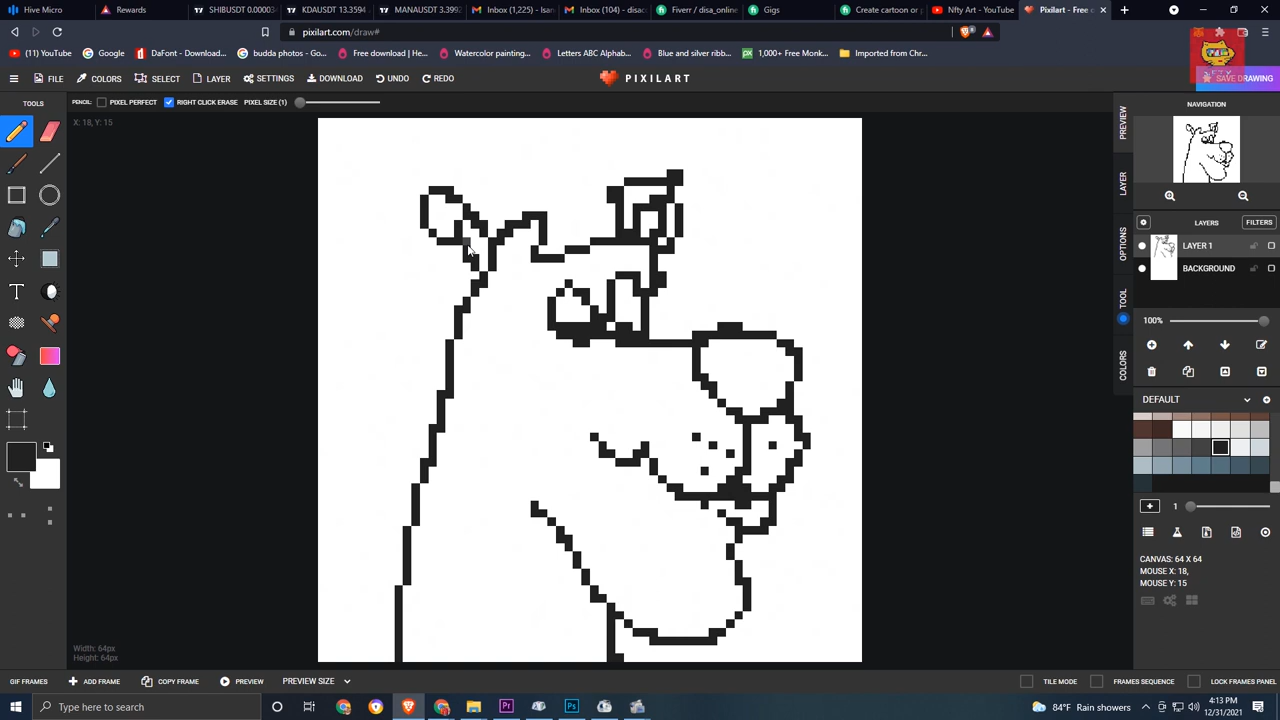 Hive Micro
Rewards
SHIBUSDT 0.00003
KDAUSDT 13.3594
MANAUSDT 3.3993
Inbox (1,225) - Islam
Inbox (104) - disaco
Fiverr / disa_online
Gigs
Create cartoon or
Nifty Art - YouTube
Pixilart - Free o
pixilart.com/draw#
(11) YouTube
Google
DaFont - Download...
budda photos - Go...
Free download | he...
Watercolor painting...
Letters ABC Alphab...
Blue and silver ribb...
1,000+ Free Monk...
Imported from Chr...
FILE
COLORS
SELECT
LAYER
SETTINGS
DOWNLOAD
UNDO
REDO
PIXILART
SAVE DRAWING
TOOLS
PENCIL:
PIXEL PERFECT
RIGHT CLICK ERASE
PIXEL SIZE (1)
X: 18, Y: 15
PREVIEW
LAYER
OPTIONS
TOOL
COLORS
NAVIGATION
LAYERS
FILTERS
LAYER 1
BACKGROUND
100%
DEFAULT
1
CANVAS: 64 X 64
MOUSE X: 18,
MOUSE Y: 15
Width: 64px
Height: 64px
GIF FRAMES
ADD FRAME
COPY FRAME
PREVIEW
PREVIEW SIZE
TILE MODE
FRAMES SEQUENCE
LOCK FRAMES PANEL
Type here to search
84°F Rain showers
4:13 PM
12/31/2021